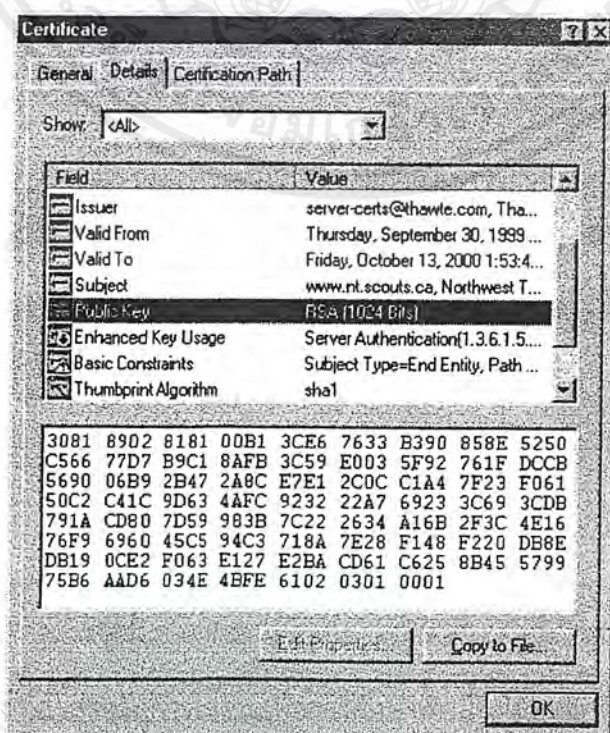 Certificate
General Details Certification Path
Show: <All>
Field Value
Issuer server-certs@thawte.com, Tha...
Valid From Thursday, September 30, 1999 ...
Valid To Friday, October 13, 2000 1:53:4...
Subject www.nt.scouts.ca, Northwest T...
Public Key RSA (1024 Bits)
Enhanced Key Usage Server Authentication(1.3.6.1.5....
Basic Constraints Subject Type=End Entity, Path ...
Thumbprint Algorithm sha1
3081 8902 8181 00B1 3CE6 7633 B390 858E 5250
C566 77D7 B9C1 8AFB 3C59 E003 5F92 761F DCCB
5690 06B9 2B47 2A8C E7E1 2C0C C1A4 7F23 F061
50C2 C41C 9D63 4AFC 9232 22A7 6923 3C69 3CDB
791A CD80 7D59 983B 7C22 2634 A16B 2F3C 4E16
76F9 6960 45C5 94C3 718A 7E28 F148 F220 DB8E
DB19 0CE2 F063 E127 E2BA CD61 C625 8B45 5799
75B6 AAD6 034E 4BFE 6102 0301 0001
Edit Properties... Copy to File...
OK